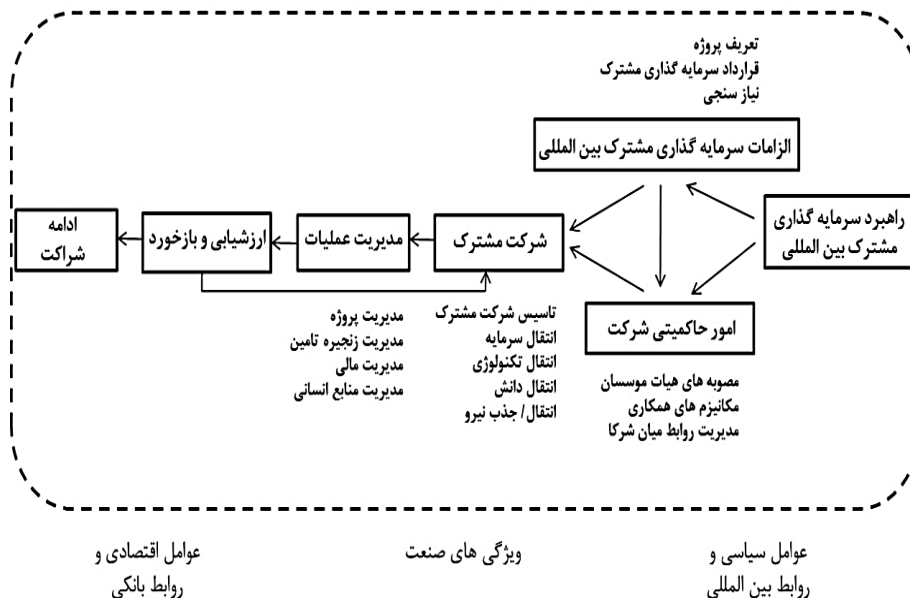 تعریف پروژه
قرارداد سرمایه گذاری مشترک
نیاز سنجی
الزامات سرمایه گذاری مشترک بین المللی
راهبرد سرمایه گذاری
مشترک بین المللی
شرکت مشترک
مدیریت عملیات
ارزشیابی و بازخورد
ادامه
شراکت
امور حاکمیتی شرکت
مصوبه های هیات موسسان
مکانیزم های همکاری
مدیریت روابط میان شرکا
تاسیس شرکت مشترک
انتقال سرمایه
انتقال تکنولوژی
انتقال دانش
انتقال/ جذب نیرو
مدیریت پروژه
مدیریت زنجیره تامین
مدیریت مالی
مدیریت منابع انسانی
عوامل سیاسی و
روابط بین المللی
ویژگی های صنعت
عوامل اقتصادی و
روابط بانکی